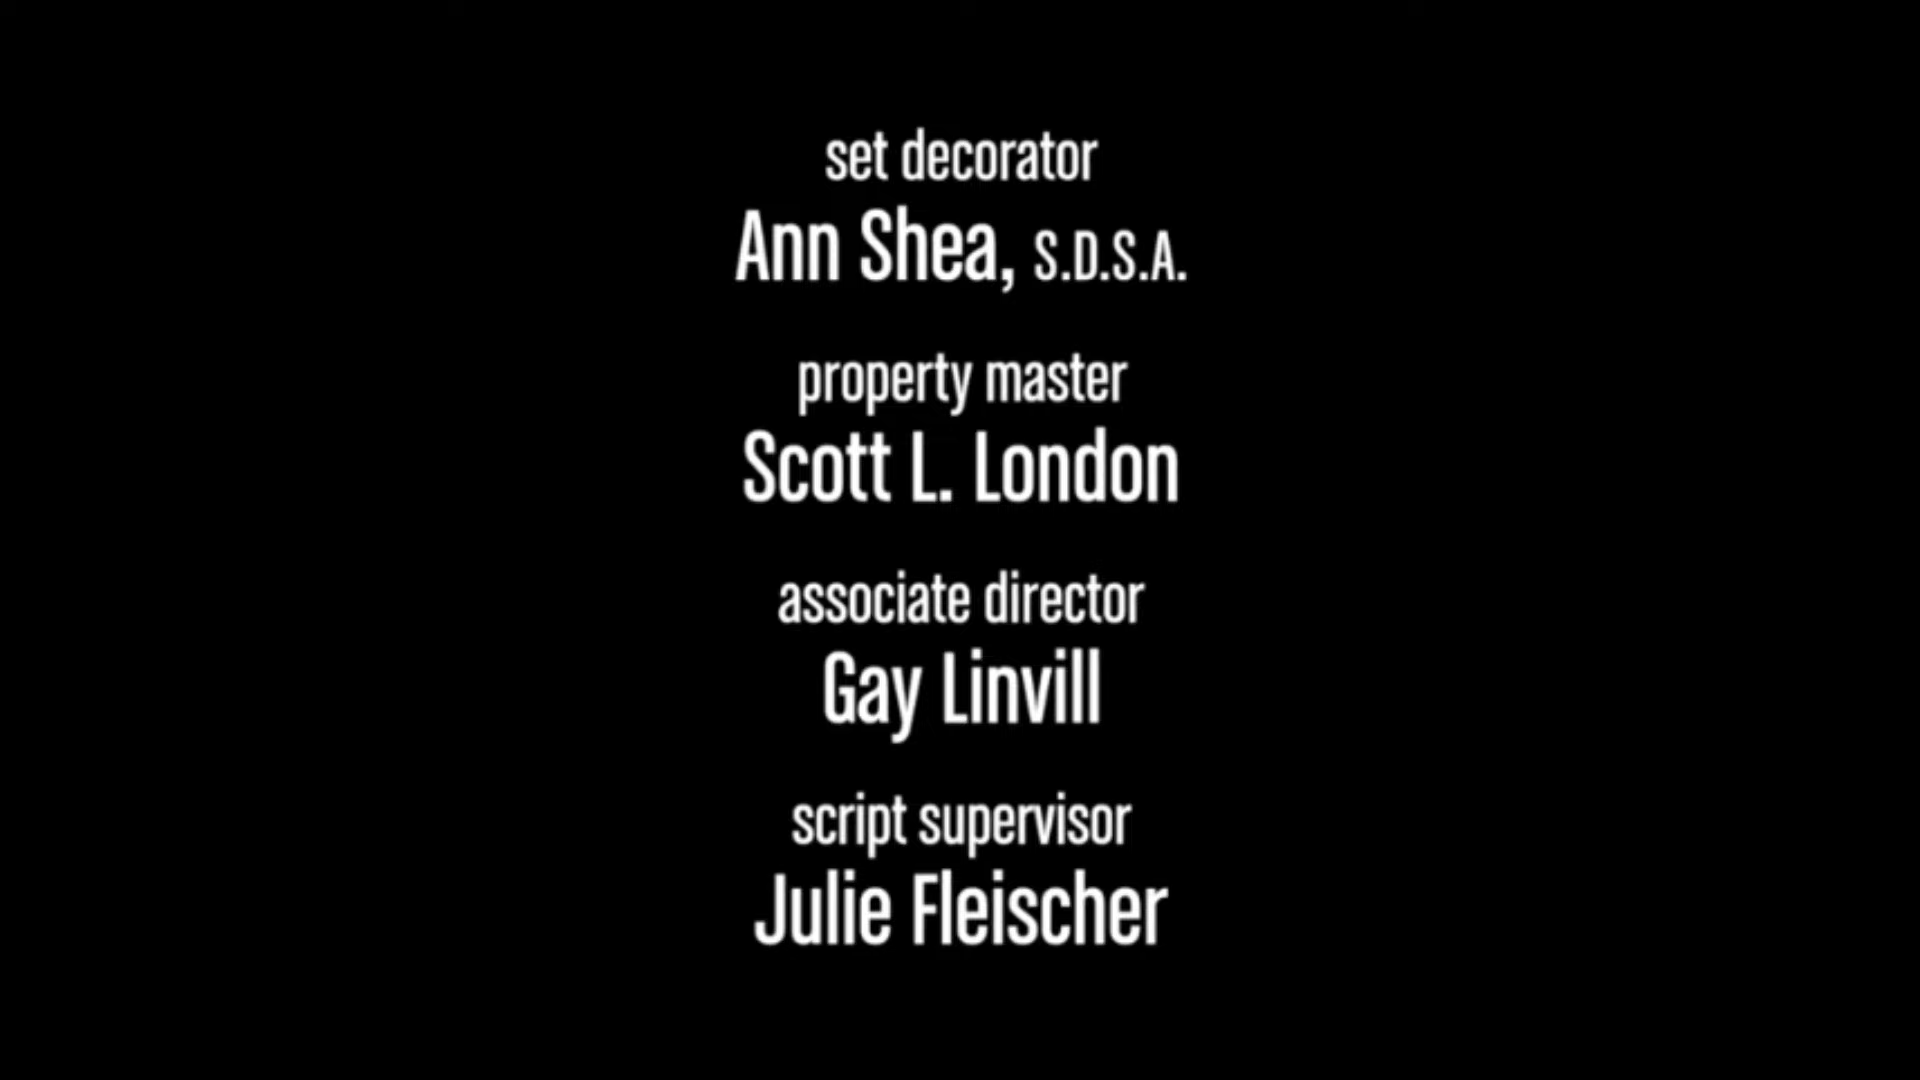 set decorator
Ann Shea, S.D.S.A.
property master
Scott L. London
associate director
Gay Linvill
script supervisor
Julie Fleischer